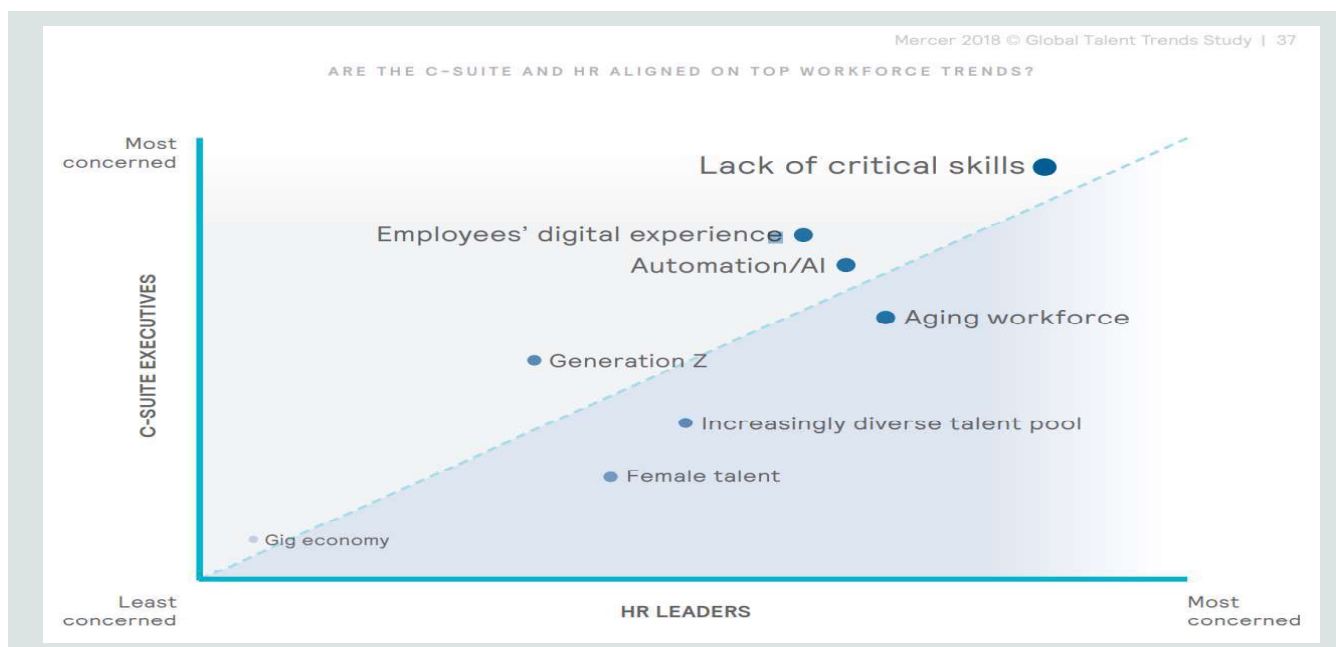 Mercer 2018 © Global Talent Trends Study | 37
ARE THE C-SUITE AND HR ALIGNED ON TOP WORKFORCE TRENDS?
Most
concerned
Lack of critical skills
Employees’ digital experience
Automation/AI
Aging workforce
Generation Z
Increasingly diverse talent pool
Female talent
Gig economy
C-SUITE EXECUTIVES
Least
concerned
HR LEADERS
Most
concerned